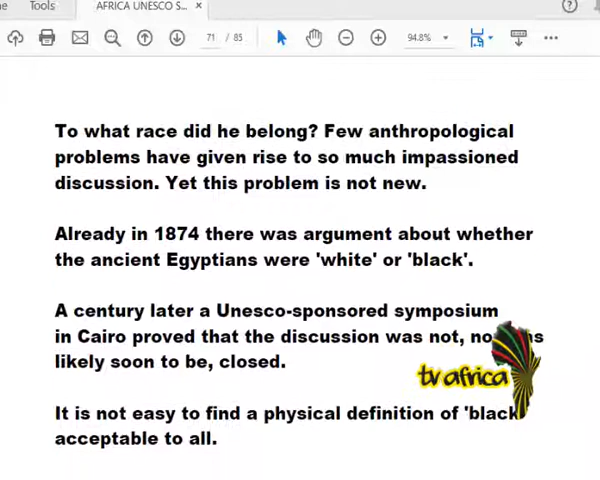 Tools
AFRICA UNESCO S... ×
71 / 85
94.8%
To what race did he belong? Few anthropological
problems have given rise to so much impassioned
discussion. Yet this problem is not new.
Already in 1874 there was argument about whether
the ancient Egyptians were 'white' or 'black'.
A century later a Unesco-sponsored symposium
in Cairo proved that the discussion was not,
likely soon to be, closed.
tv africa
It is not easy to find a physical definition of 'black
acceptable to all.